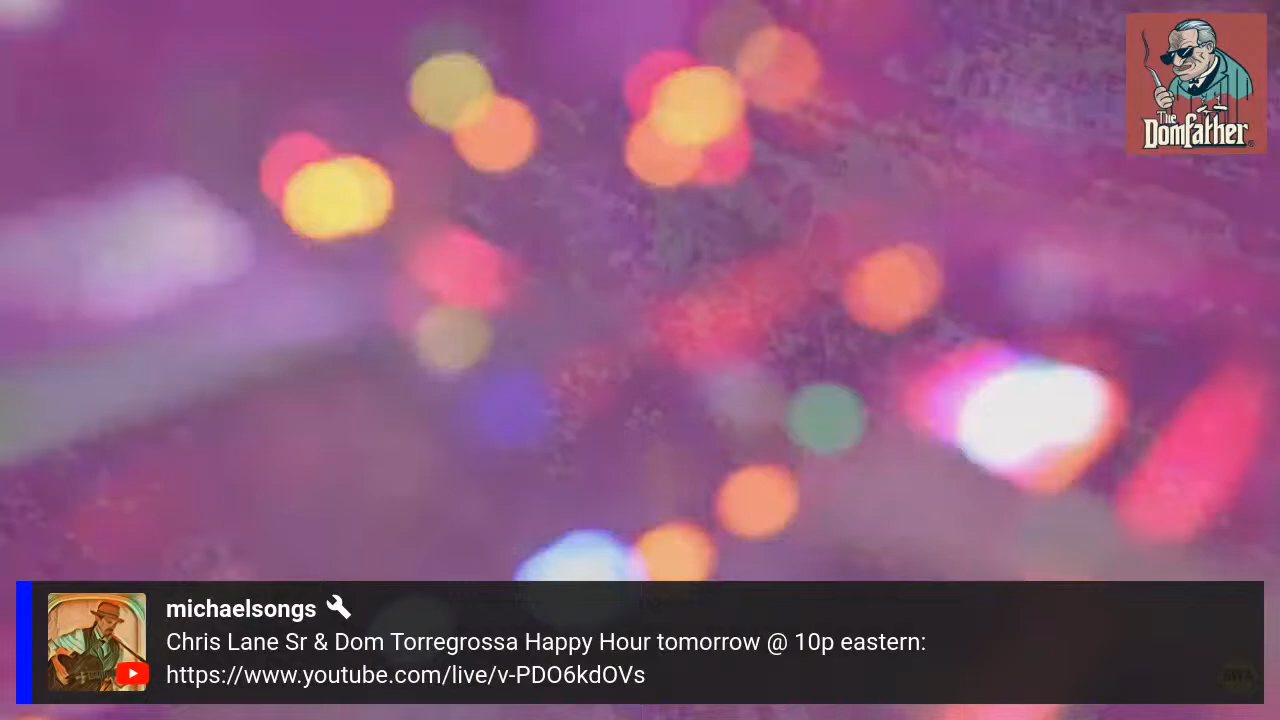 The
Domfather
michaelsongs
Chris Lane Sr & Dom Torregrossa Happy Hour tomorrow @ 10p eastern:
https://www.youtube.com/live/v-PDO6kdOVs